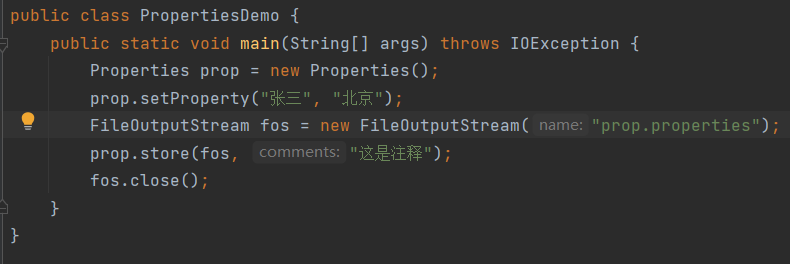 public class PropertiesDemo {
public static void main(String[] args) throws IOException {
Properties prop = new Properties();
prop.setProperty("张三", "北京");
FileOutputStream fos = new FileOutputStream( name: "prop.properties");
prop.store(fos, comments: "这是注释");
fos.close();
}
}